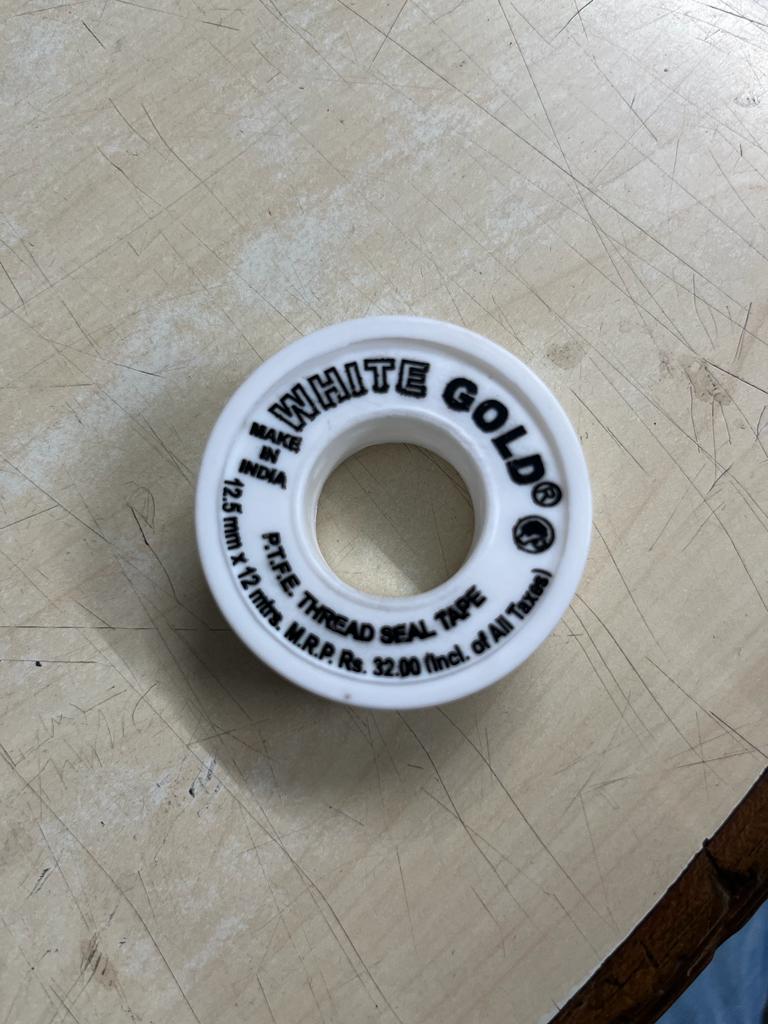 WHITE GOLD®
MAKE
IN
INDIA
P.T.F.E. THREAD SEAL TAPE
12.5 mm x 12 mtrs. M.R.P. Rs. 32.00 (Incl. of All Taxes)